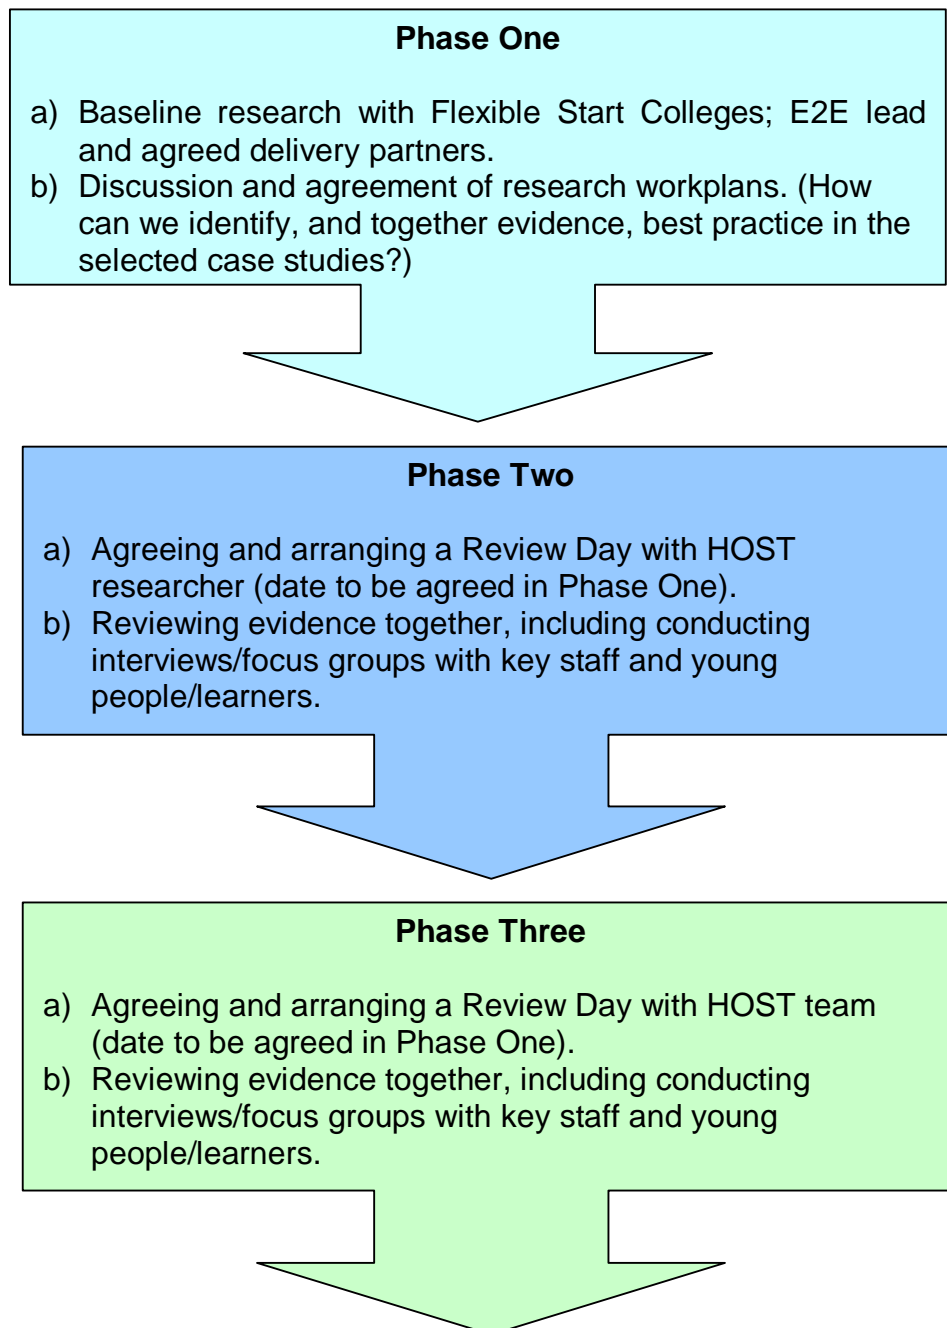 Phase One
a) Baseline research with Flexible Start Colleges; E2E lead
and agreed delivery partners.
b) Discussion and agreement of research workplans. (How
can we identify, and together evidence, best practice in the
selected case studies?)
Phase Two
a) Agreeing and arranging a Review Day with HOST
researcher (date to be agreed in Phase One).
b) Reviewing evidence together, including conducting
interviews/focus groups with key staff and young
people/learners.
Phase Three
a) Agreeing and arranging a Review Day with HOST team
(date to be agreed in Phase One).
b) Reviewing evidence together, including conducting
interviews/focus groups with key staff and young
people/learners.